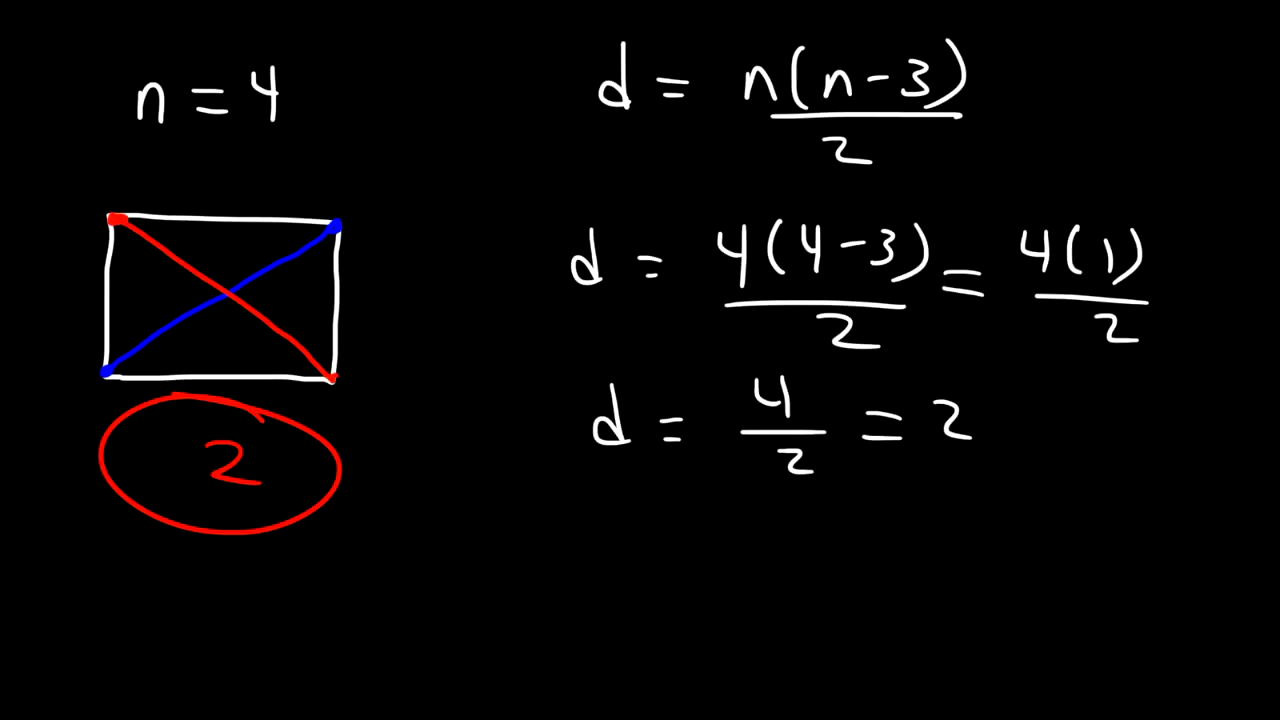 n = 4
d = n(n-3)/2
d = 4(4-3)/2 = 4(1)/2
d = 4/2 = 2
2